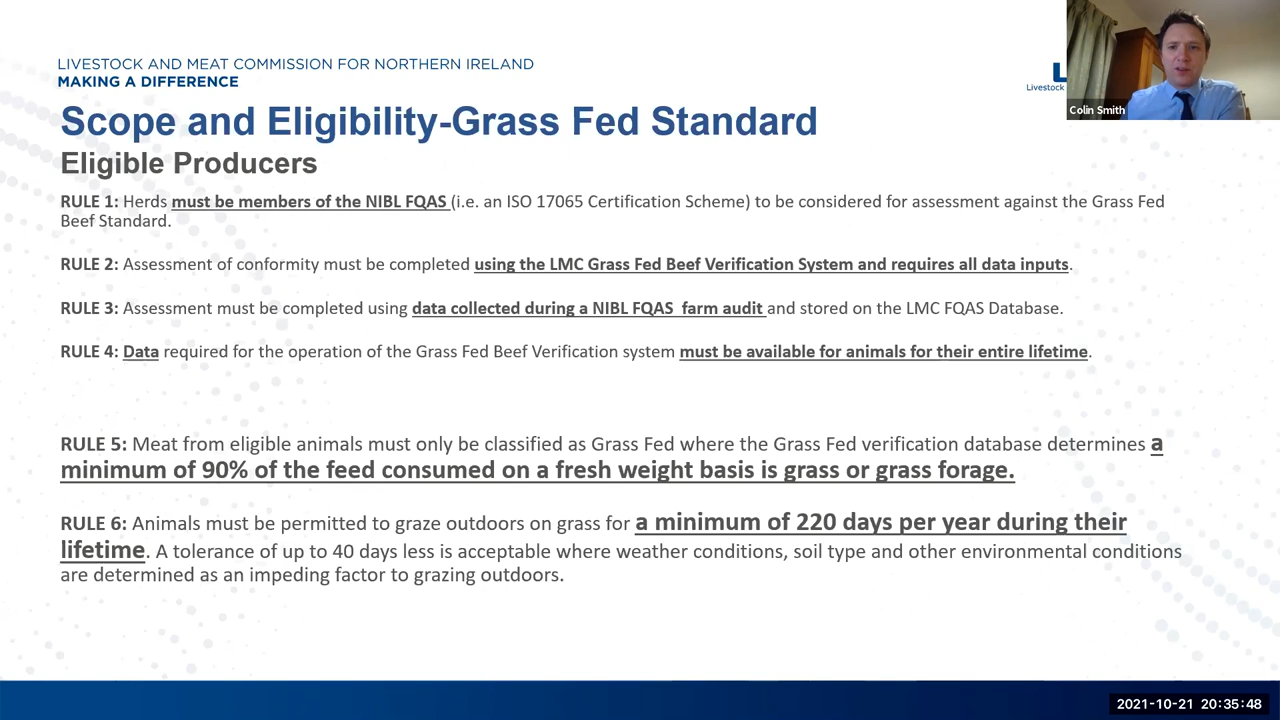 LIVESTOCK AND MEAT COMMISSION FOR NORTHERN IRELAND
MAKING A DIFFERENCE
L
Livestock
Colin Smith
Scope and Eligibility-Grass Fed Standard
Eligible Producers
RULE 1: Herds must be members of the NIBL FQAS (i.e. an ISO 17065 Certification Scheme) to be considered for assessment against the Grass Fed
Beef Standard.
RULE 2: Assessment of conformity must be completed using the LMC Grass Fed Beef Verification System and requires all data inputs.
RULE 3: Assessment must be completed using data collected during a NIBL FQAS farm audit and stored on the LMC FQAS Database.
RULE 4: Data required for the operation of the Grass Fed Beef Verification system must be available for animals for their entire lifetime.
RULE 5: Meat from eligible animals must only be classified as Grass Fed where the Grass Fed verification database determines a
minimum of 90% of the feed consumed on a fresh weight basis is grass or grass forage.
RULE 6: Animals must be permitted to graze outdoors on grass for a minimum of 220 days per year during their
lifetime. A tolerance of up to 40 days less is acceptable where weather conditions, soil type and other environmental conditions
are determined as an impeding factor to grazing outdoors.
2021-10-21 20:35:48